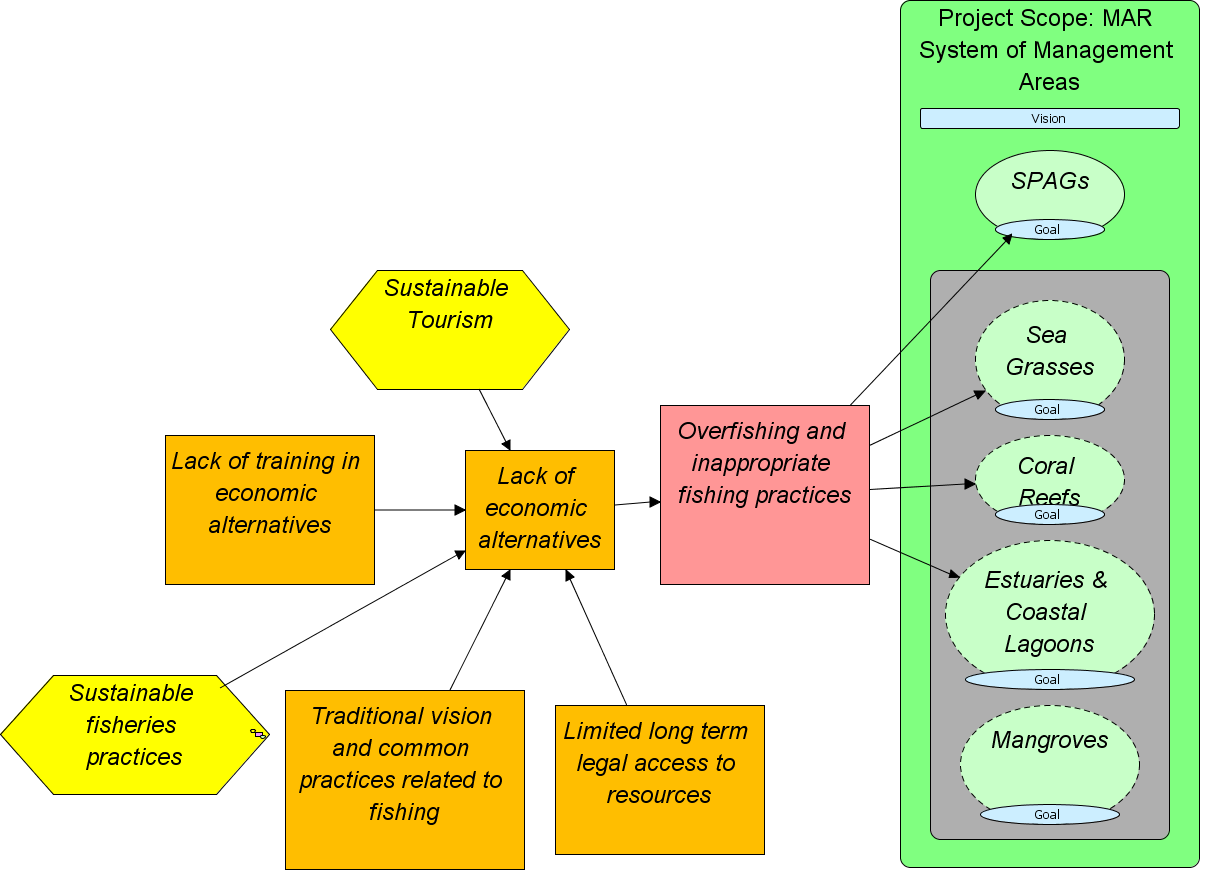 Project Scope: MAR
System of Management
Areas
Vision
SPAGs
Goal
Sustainable
Tourism
Sea
Grasses
Goal
Lack of training in
economic
alternatives
Lack of
economic
alternatives
Overfishing and
inappropriate
fishing practices
Coral
Reefs
Goal
Estuaries &
Coastal
Lagoons
Goal
Sustainable
fisheries
practices
Traditional vision
and common
practices related to
fishing
Limited long term
legal access to
resources
Mangroves
Goal